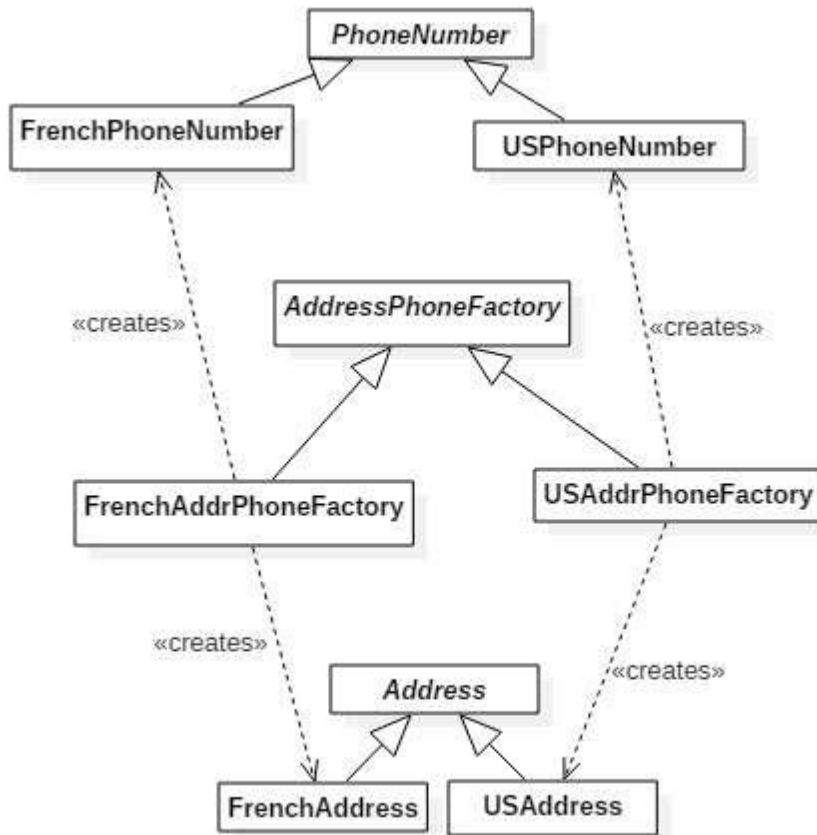 PhoneNumber
FrenchPhoneNumber
USPhoneNumber
AddressPhoneFactory
«creates»
«creates»
FrenchAddrPhoneFactory
USAddrPhoneFactory
«creates»
«creates»
Address
FrenchAddress
USAddress